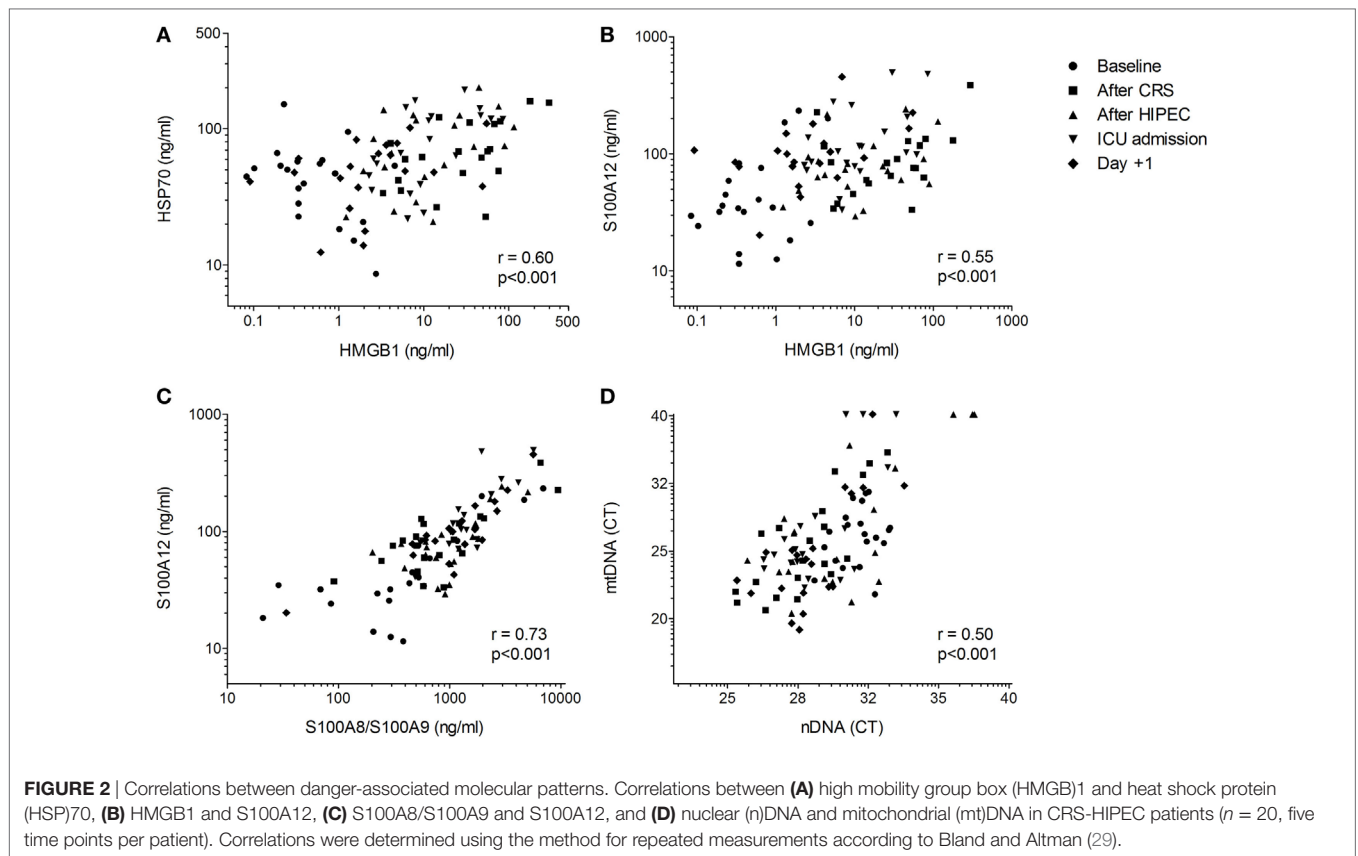 A
500
100
10
HSP70 (ng/ml)
0.1
1
10
100
500
HMGB1 (ng/ml)
r = 0.60
p<0.001
B
1000
100
10
S100A12 (ng/ml)
0.1
1
10
100
1000
HMGB1 (ng/ml)
r = 0.55
p<0.001
Baseline
After CRS
After HIPEC
ICU admission
Day +1
C
1000
100
10
S100A12 (ng/ml)
10
100
1000
10000
S100A8/S100A9 (ng/ml)
r = 0.73
p<0.001
D
40
32
25
20
mtDNA (CT)
25
28
32
35
40
nDNA (CT)
r = 0.50
p<0.001
FIGURE 2 | Correlations between danger-associated molecular patterns. Correlations between (A) high mobility group box (HMGB)1 and heat shock protein
(HSP)70, (B) HMGB1 and S100A12, (C) S100A8/S100A9 and S100A12, and (D) nuclear (n)DNA and mitochondrial (mt)DNA in CRS-HIPEC patients (n = 20, five
time points per patient). Correlations were determined using the method for repeated measurements according to Bland and Altman (29).